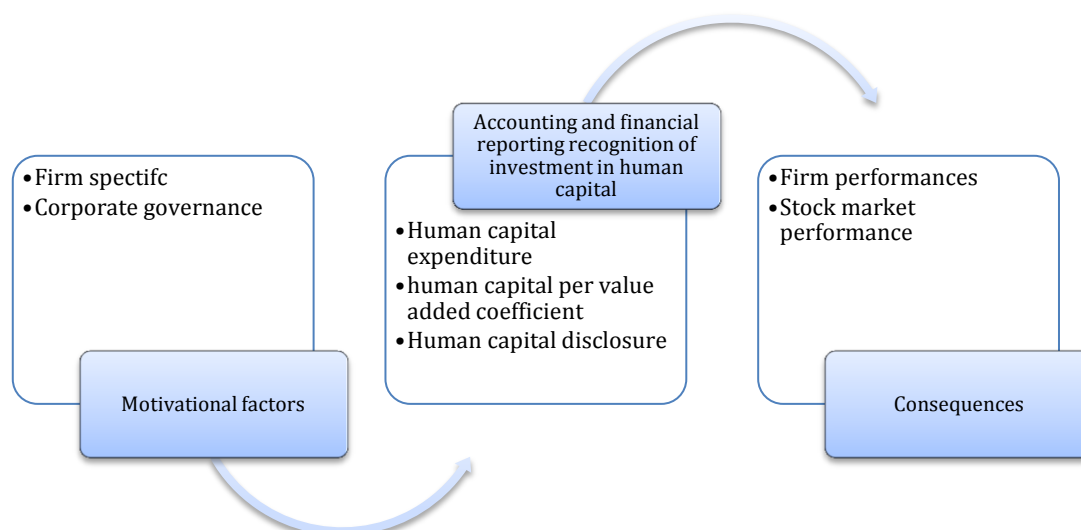 •Firm spectifc
•Corporate governance
Motivational factors
Accounting and financial
reporting recognition of
investment in human
capital
•Human capital
expenditure
•human capital per value
added coefficient
•Human capital disclosure
•Firm performances
•Stock market
performance
Consequences